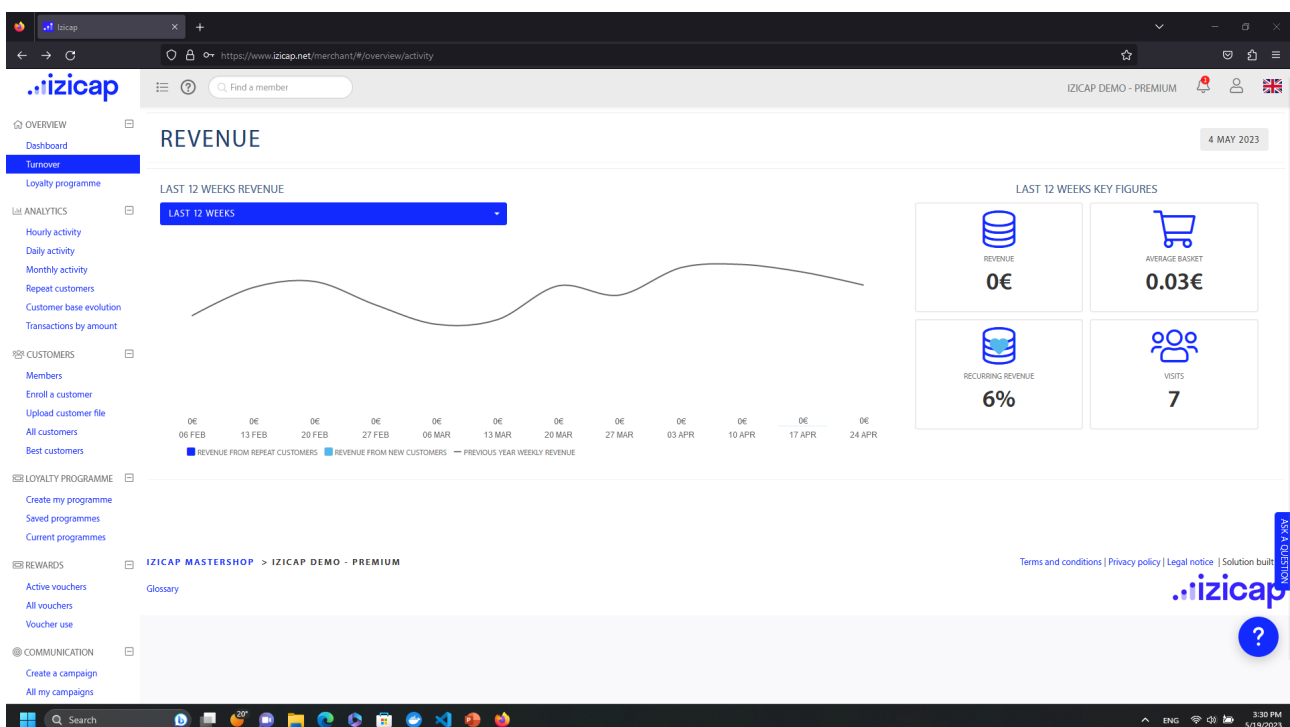 Izicap
https://www.izicap.net/merchant/#/overview/activity
izicap
Find a member
IZICAP DEMO - PREMIUM
OVERVIEW
Dashboard
Turnover
Loyalty programme
ANALYTICS
Hourly activity
Daily activity
Monthly activity
Repeat customers
Customer base evolution
Transactions by amount
CUSTOMERS
Members
Enroll a customer
Upload customer file
All customers
Best customers
LOYALTY PROGRAMME
Create my programme
Saved programmes
Current programmes
REWARDS
Active vouchers
All vouchers
Voucher use
COMMUNICATION
Create a campaign
All my campaigns
REVENUE
4 MAY 2023
LAST 12 WEEKS REVENUE
LAST 12 WEEKS
0€ 0€ 0€ 0€ 0€ 0€ 0€ 0€ 0€ 0€ 0€ 0€
06 FEB 13 FEB 20 FEB 27 FEB 06 MAR 13 MAR 20 MAR 27 MAR 03 APR 10 APR 17 APR 24 APR
REVENUE FROM REPEAT CUSTOMERS REVENUE FROM NEW CUSTOMERS PREVIOUS YEAR WEEKLY REVENUE
LAST 12 WEEKS KEY FIGURES
REVENUE
0€
AVERAGE BASKET
0.03€
RECURRING REVENUE
6%
VISITS
7
ASK A QUESTION
IZICAP MASTERSHOP > IZICAP DEMO - PREMIUM
Terms and conditions | Privacy policy | Legal notice | Solution built
Glossary
izicap
?
Search
20°
ENG
3:30 PM
5/19/2023